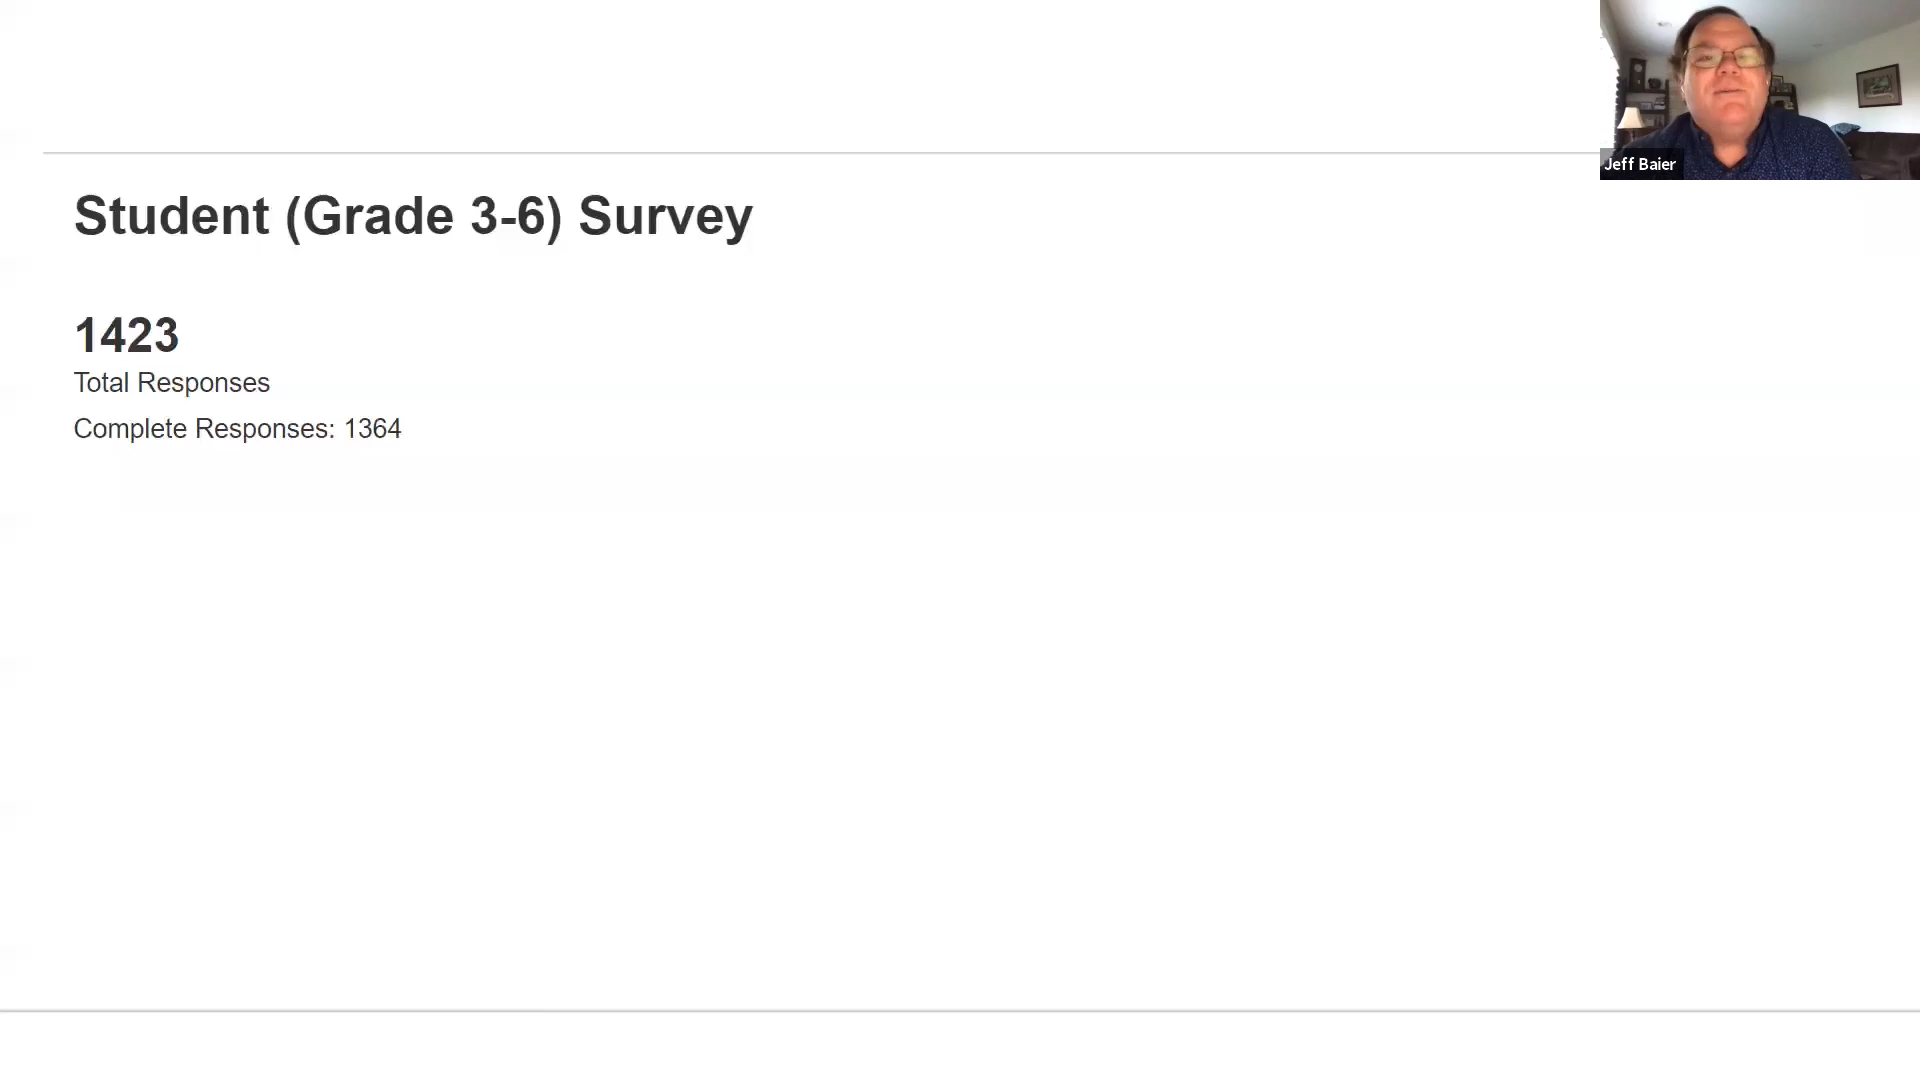 Student (Grade 3-6) Survey
1423
Total Responses
Complete Responses: 1364
Jeff Baier